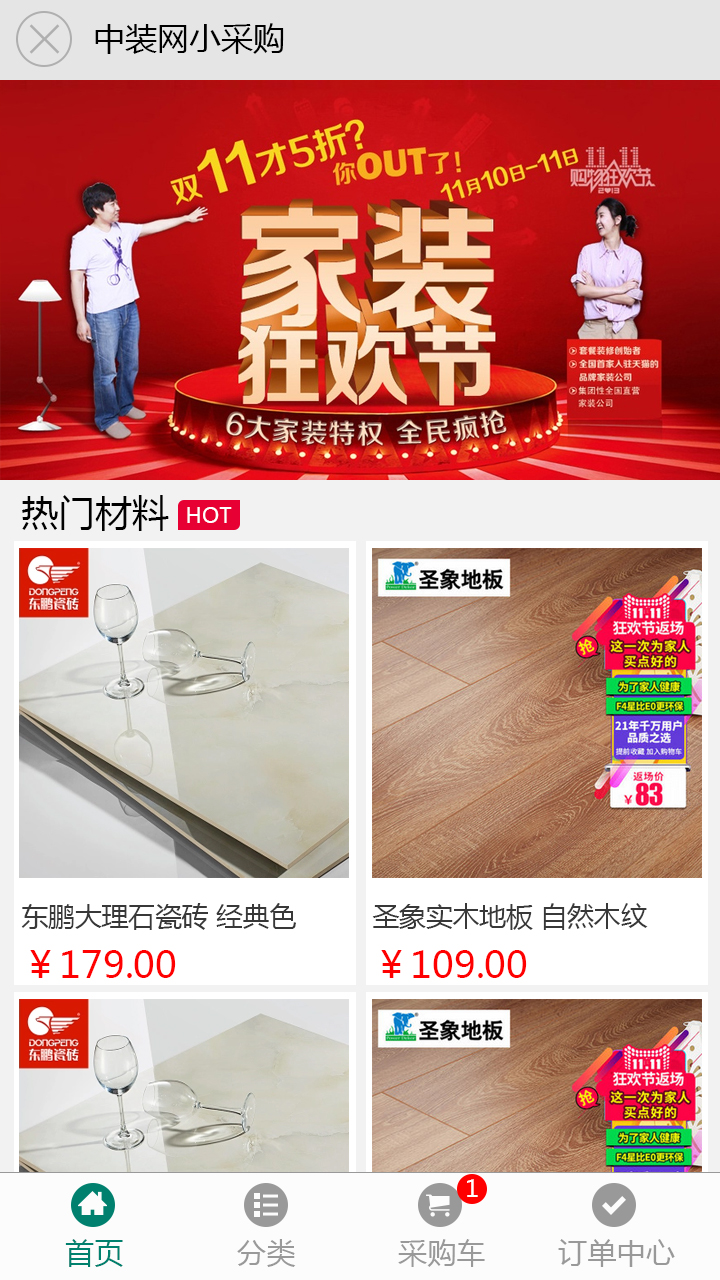 中装网小采购
双11才5折?
你OUT了!
11月10日-11日
11.11
购物狂欢节
2013
家装
狂欢节
套餐装修创始者
全国首家入驻天猫的
品牌家装公司
集团性全国直营
家装公司
6大家装特权 全民疯抢
热门材料 HOT
DONGPENG
东鹏瓷砖
圣象地板
11.11
狂欢节返场
抢
这一次为家人
买点好的
为了家人健康
F4星比E0更环保
21年千万用户
品质之选
提前收藏 加入购物车
返场价
¥83
东鹏大理石瓷砖 经典色
¥179.00
圣象实木地板 自然木纹
¥109.00
DONGPENG
东鹏瓷砖
圣象地板
11.11
狂欢节返场
抢
这一次为家人
买点好的
为了家人健康
F4星比E0更环保
1
首页
分类
采购车
订单中心